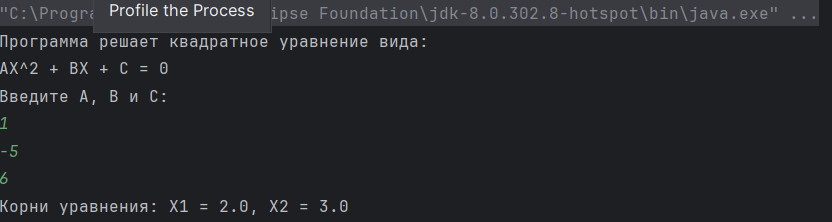 "C:\Progra Profile the Process ipse Foundation\jdk-8.0.302.8-hotspot\bin\java.exe" ...
Программа решает квадратное уравнение вида:
AX^2 + BX + C = 0
Введите A, B и C:
1
-5
6
Корни уравнения: X1 = 2.0, X2 = 3.0